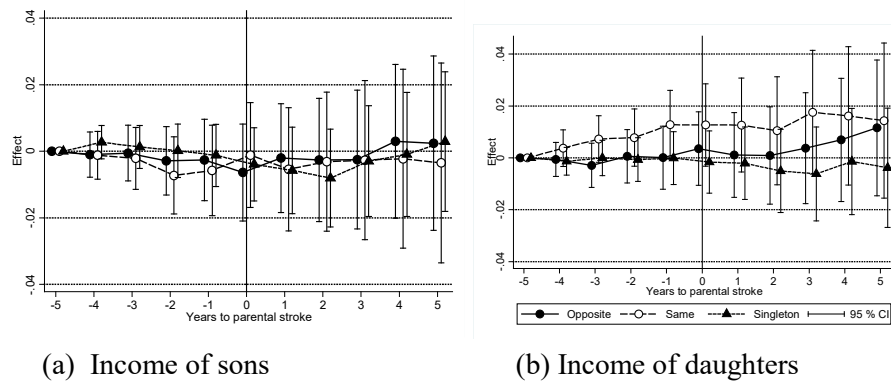 .04
.02
0
-.02
-.04
Effect
-5 -4 -3 -2 -1 0 1 2 3 4 5
Years to parental stroke
(a) Income of sons
.04
.02
0
-.02
-.04
Effect
-5 -4 -3 -2 -1 0 1 2 3 4 5
Years to parental stroke
Opposite Same Singleton 95 % CI
(b) Income of daughters